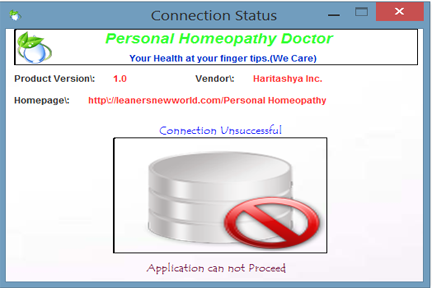 Connection Status
Personal Homeopathy Doctor
Your Health at your finger tips.(We Care)
Product Version\: 1.0 Vendor\: Haritashya Inc.
Homepage\: http\://leanersnewworld.com/Personal Homeopathy
Connection Unsuccessful
Application can not Proceed